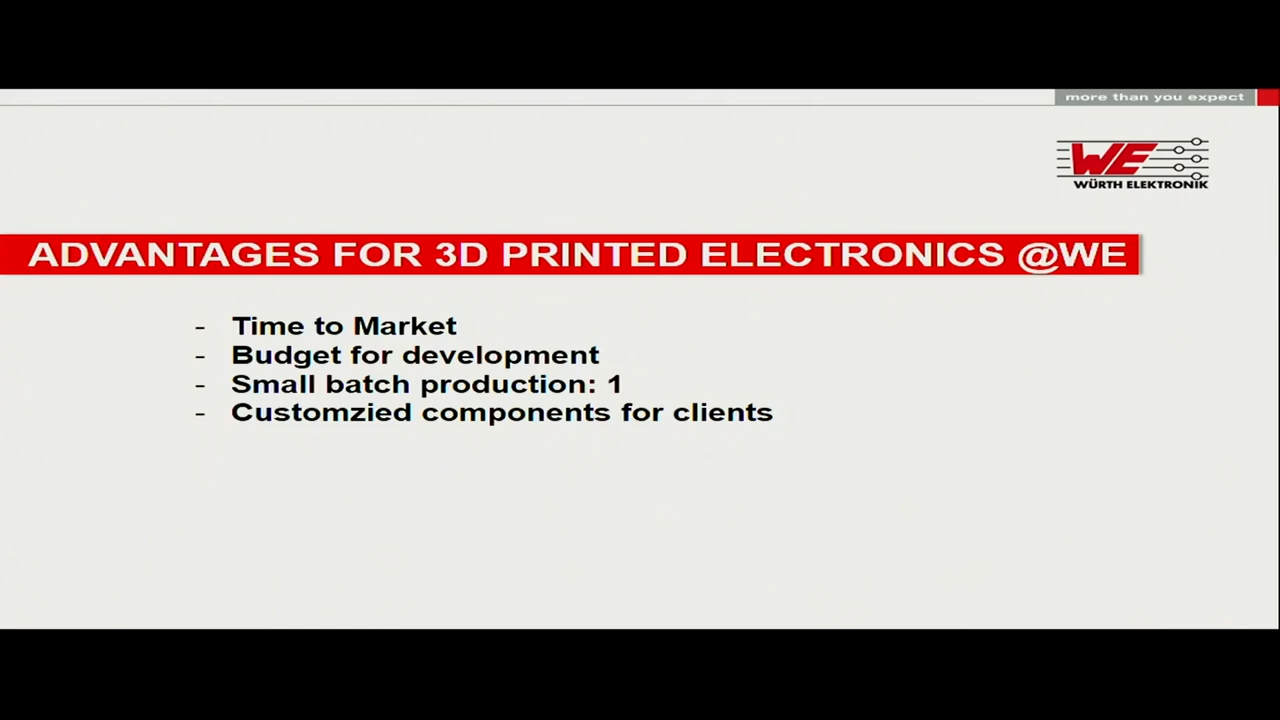 more than you expect
WE
WÜRTH ELEKTRONIK
ADVANTAGES FOR 3D PRINTED ELECTRONICS @WE
- Time to Market
- Budget for development
- Small batch production: 1
- Customzied components for clients